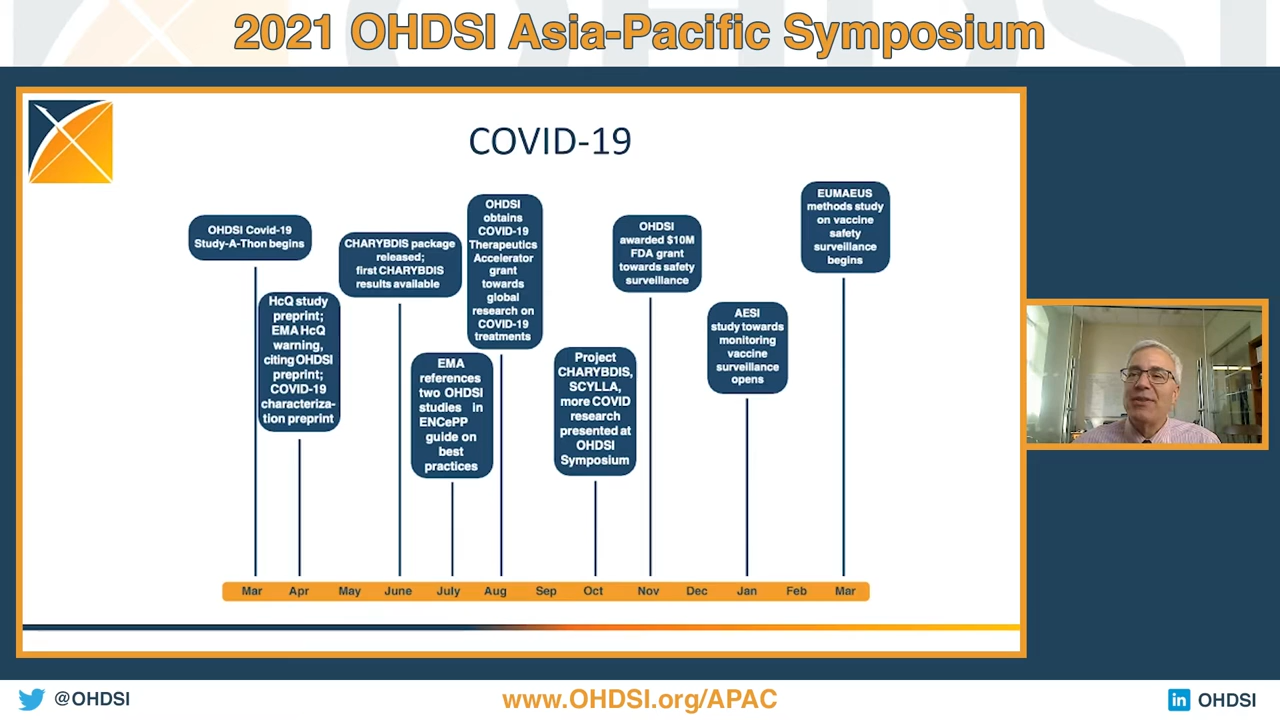 2021 OHDSI Asia-Pacific Symposium
COVID-19
OHDSI Covid-19
Study-A-Thon begins
HcQ study
preprint;
EMA HcQ
warning,
citing OHDSI
preprint;
COVID-19
characteriza-
tion preprint
CHARYBDIS package
released;
first CHARYBDIS
results available
EMA
references
two OHDSI
studies in
ENCePP
guide on
best
practices
OHDSI
obtains
COVID-19
Therapeutics
Accelerator
grant
towards
global
research on
COVID-19
treatments
Project
CHARYBDIS,
SCYLLA,
more COVID
research
presented at
OHDSI
Symposium
OHDSI
awarded $10M
FDA grant
towards safety
surveillance
AESI
study towards
monitoring
vaccine
surveillance
opens
EUMAEUS
methods study
on vaccine
safety
surveillance
begins
Mar Apr May June July Aug Sep Oct Nov Dec Jan Feb Mar
@OHDSI
www.OHDSI.org/APAC
in OHDSI